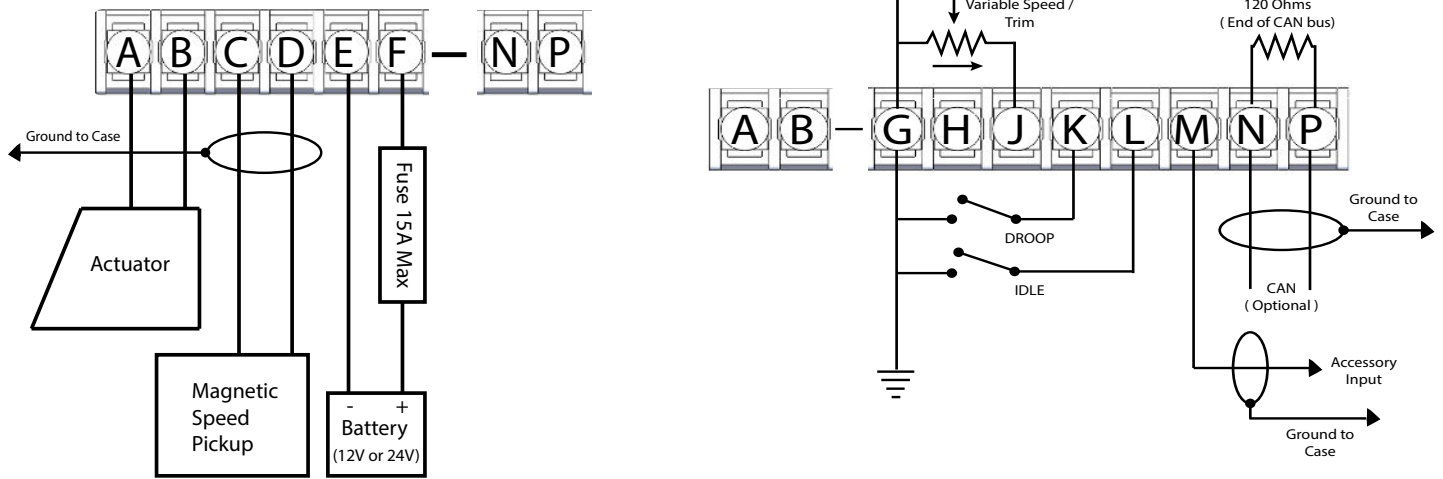 A B C D E F — N P
Ground to Case
Actuator
Fuse 15A Max
Magnetic
Speed
Pickup
- +
Battery
(12V or 24V)
Variable Speed /
Trim
120 Ohms
( End of CAN bus)
A B — G H J K L M N P
DROOP
IDLE
Ground to
Case
CAN
( Optional )
Accessory
Input
Ground to
Case